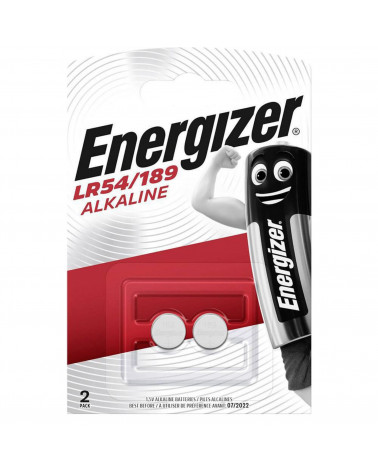 Energizer®
LR54/189
ALKALINE
Energizer
2
PACK
1,5V ALKALINE BATTERIES / PILES ALCALINES
BEST BEFORE / A UTILISER DE PRÉFÉRENCE AVANT 07/2022